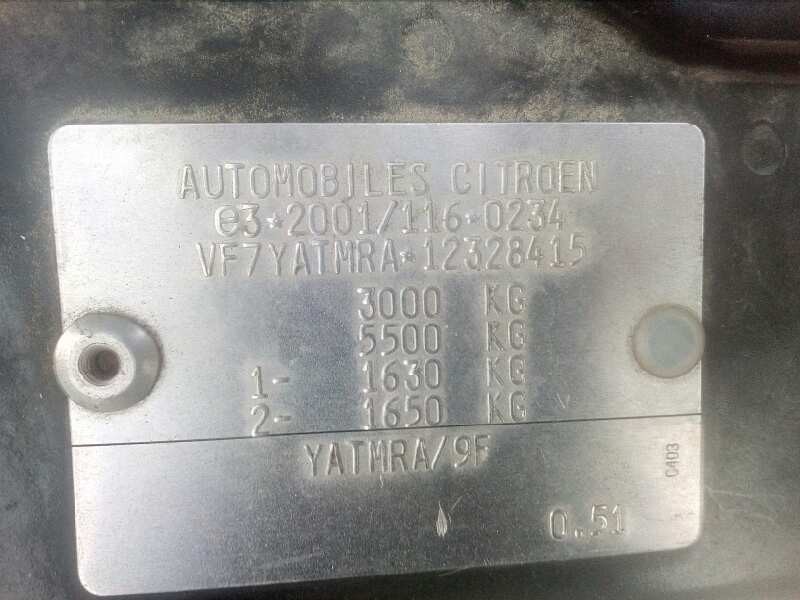 AUTOMOBILES CITROEN
e3*2001/116*0234
VF7YATMRA*12328415
3000 KG
5500 KG
1- 1630 KG
2- 1650 KG
YATMRA/9F
C403
0.51